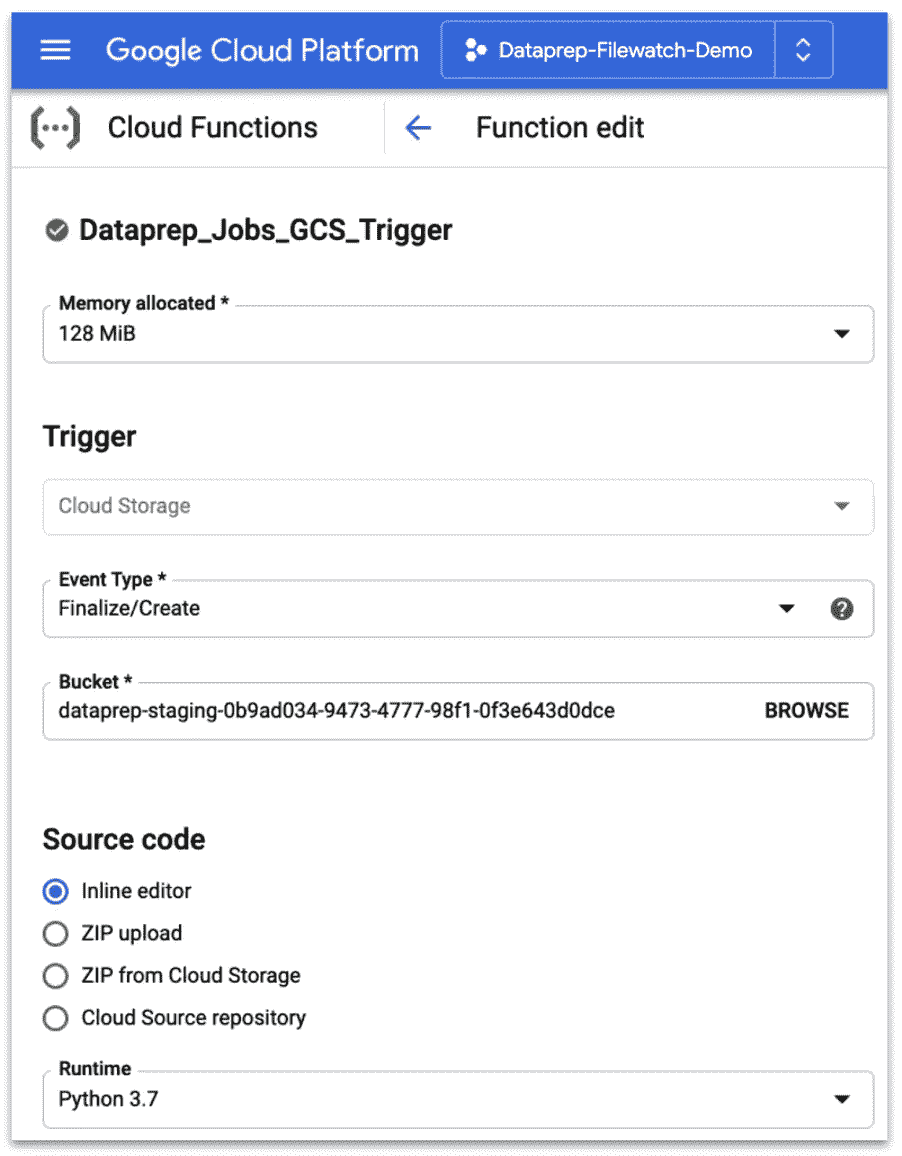 Google Cloud Platform Dataprep-Filewatch-Demo
Cloud Functions Function edit
Dataprep_Jobs_GCS_Trigger
Memory allocated *
128 MiB
Trigger
Cloud Storage
Event Type *
Finalize/Create
Bucket *
dataprep-staging-0b9ad034-9473-4777-98f1-0f3e643d0dce BROWSE
Source code
Inline editor
ZIP upload
ZIP from Cloud Storage
Cloud Source repository
Runtime
Python 3.7